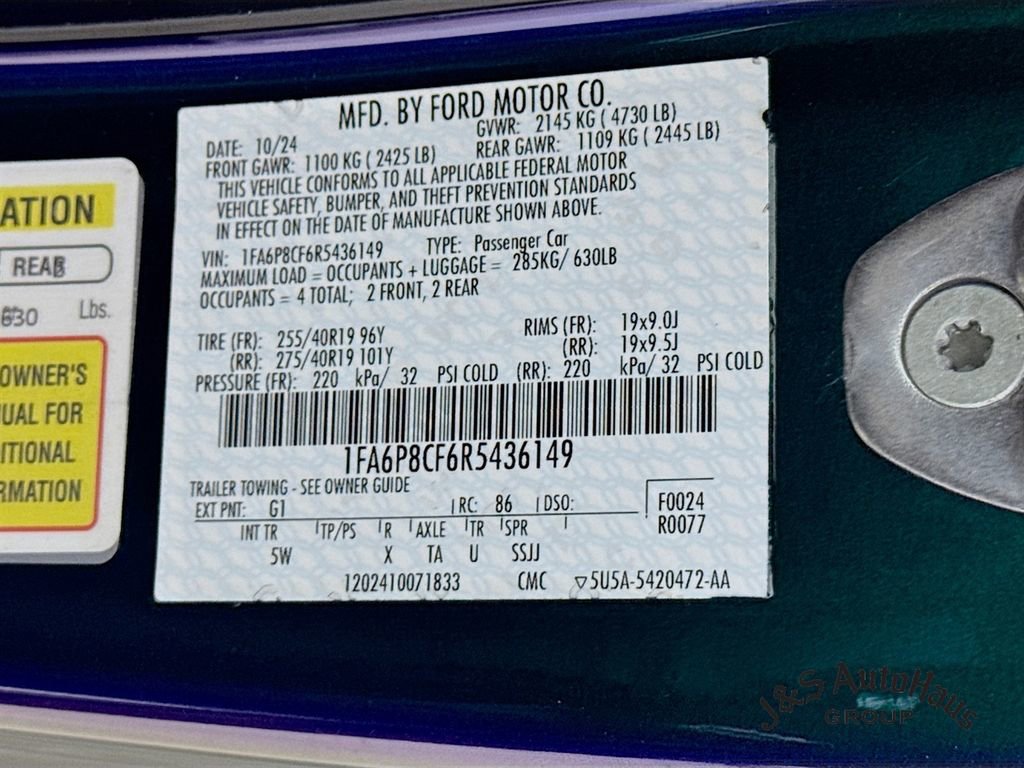 MFD. BY FORD MOTOR CO.
DATE: 10/24 GVWR: 2145 KG ( 4730 LB)
FRONT GAWR: 1100 KG ( 2425 LB) REAR GAWR: 1109 KG ( 2445 LB)
THIS VEHICLE CONFORMS TO ALL APPLICABLE FEDERAL MOTOR
VEHICLE SAFETY, BUMPER, AND THEFT PREVENTION STANDARDS
IN EFFECT ON THE DATE OF MANUFACTURE SHOWN ABOVE.
VIN: 1FA6P8CF6R5436149 TYPE: Passenger Car
MAXIMUM LOAD = OCCUPANTS + LUGGAGE = 285KG/ 630LB
OCCUPANTS = 4 TOTAL; 2 FRONT, 2 REAR
TIRE (FR): 255/40R19 96Y RIMS (FR): 19x9.0J
(RR): 275/40R19 101Y (RR): 19x9.5J
PRESSURE (FR): 220 kPa/ 32 PSI COLD (RR): 220 kPa/ 32 PSI COLD
1FA6P8CF6R5436149
TRAILER TOWING - SEE OWNER GUIDE
EXT PNT: G1 RC: 86 DSO: F0024
R0077
INT TR TP/PS R AXLE TR SPR
5W X TA U SSJJ
1202410071833 CMC ▽5U5A-5420472-AA
ATION
Lbs.
OWNER'S
UAL FOR
ITIONAL
RMATION
J&S AutoHaus
GROUP